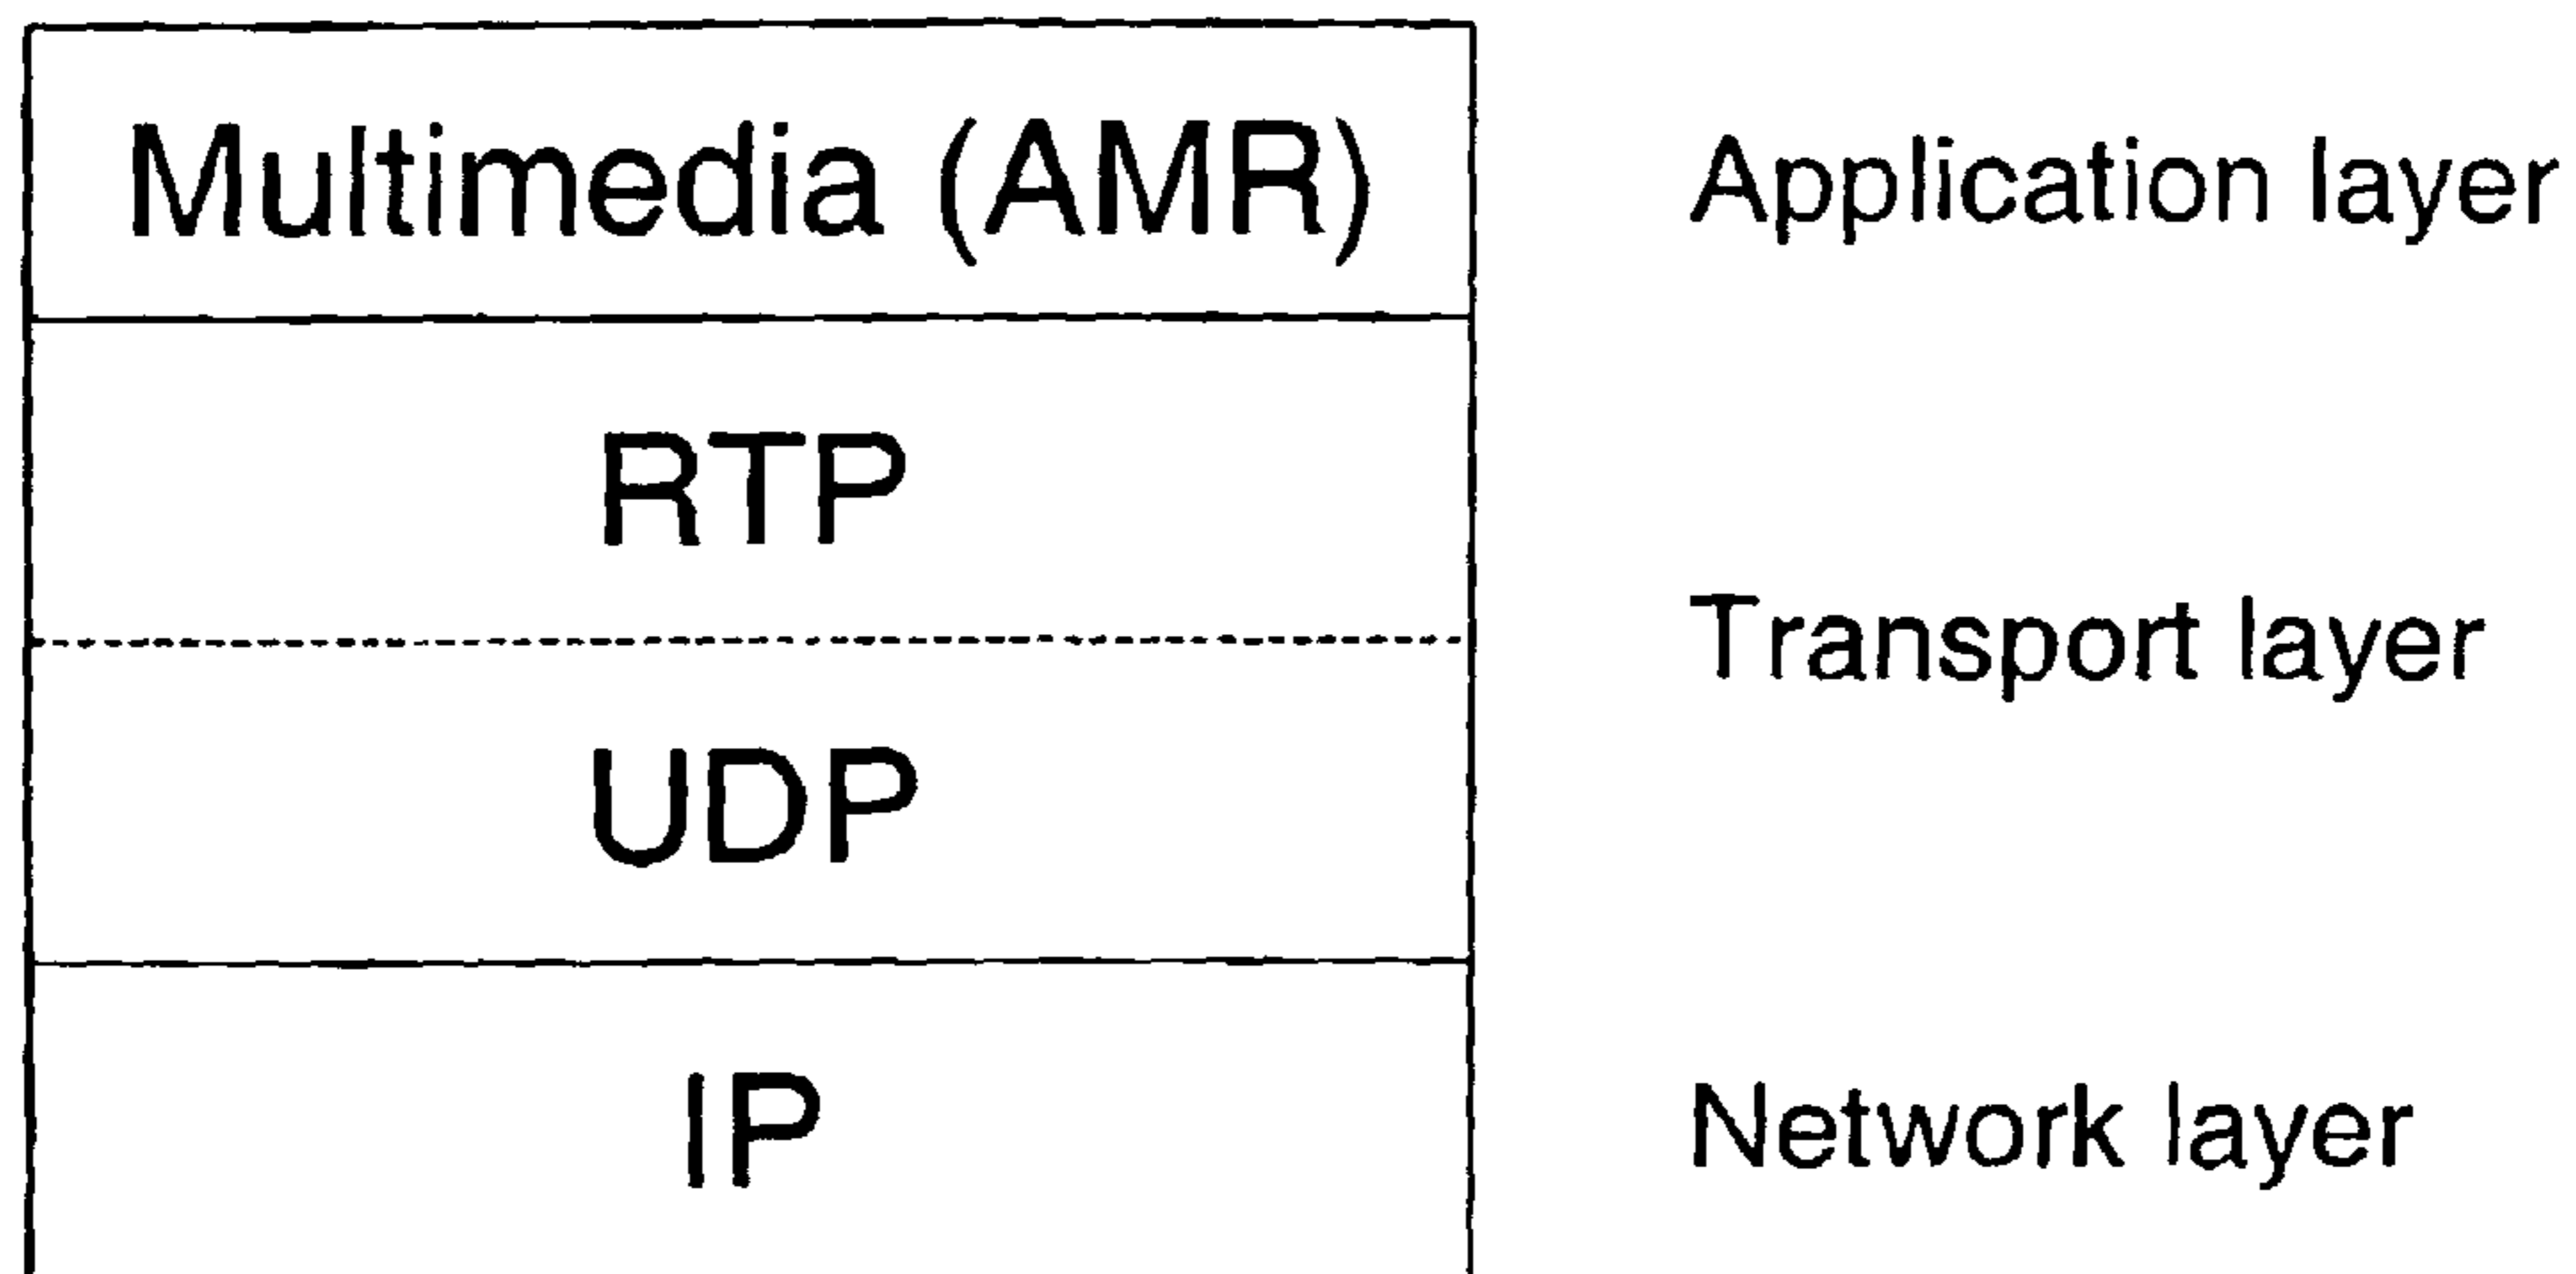 Multimedia (AMR) Application layer
RTP
Transport layer
UDP
IP Network layer